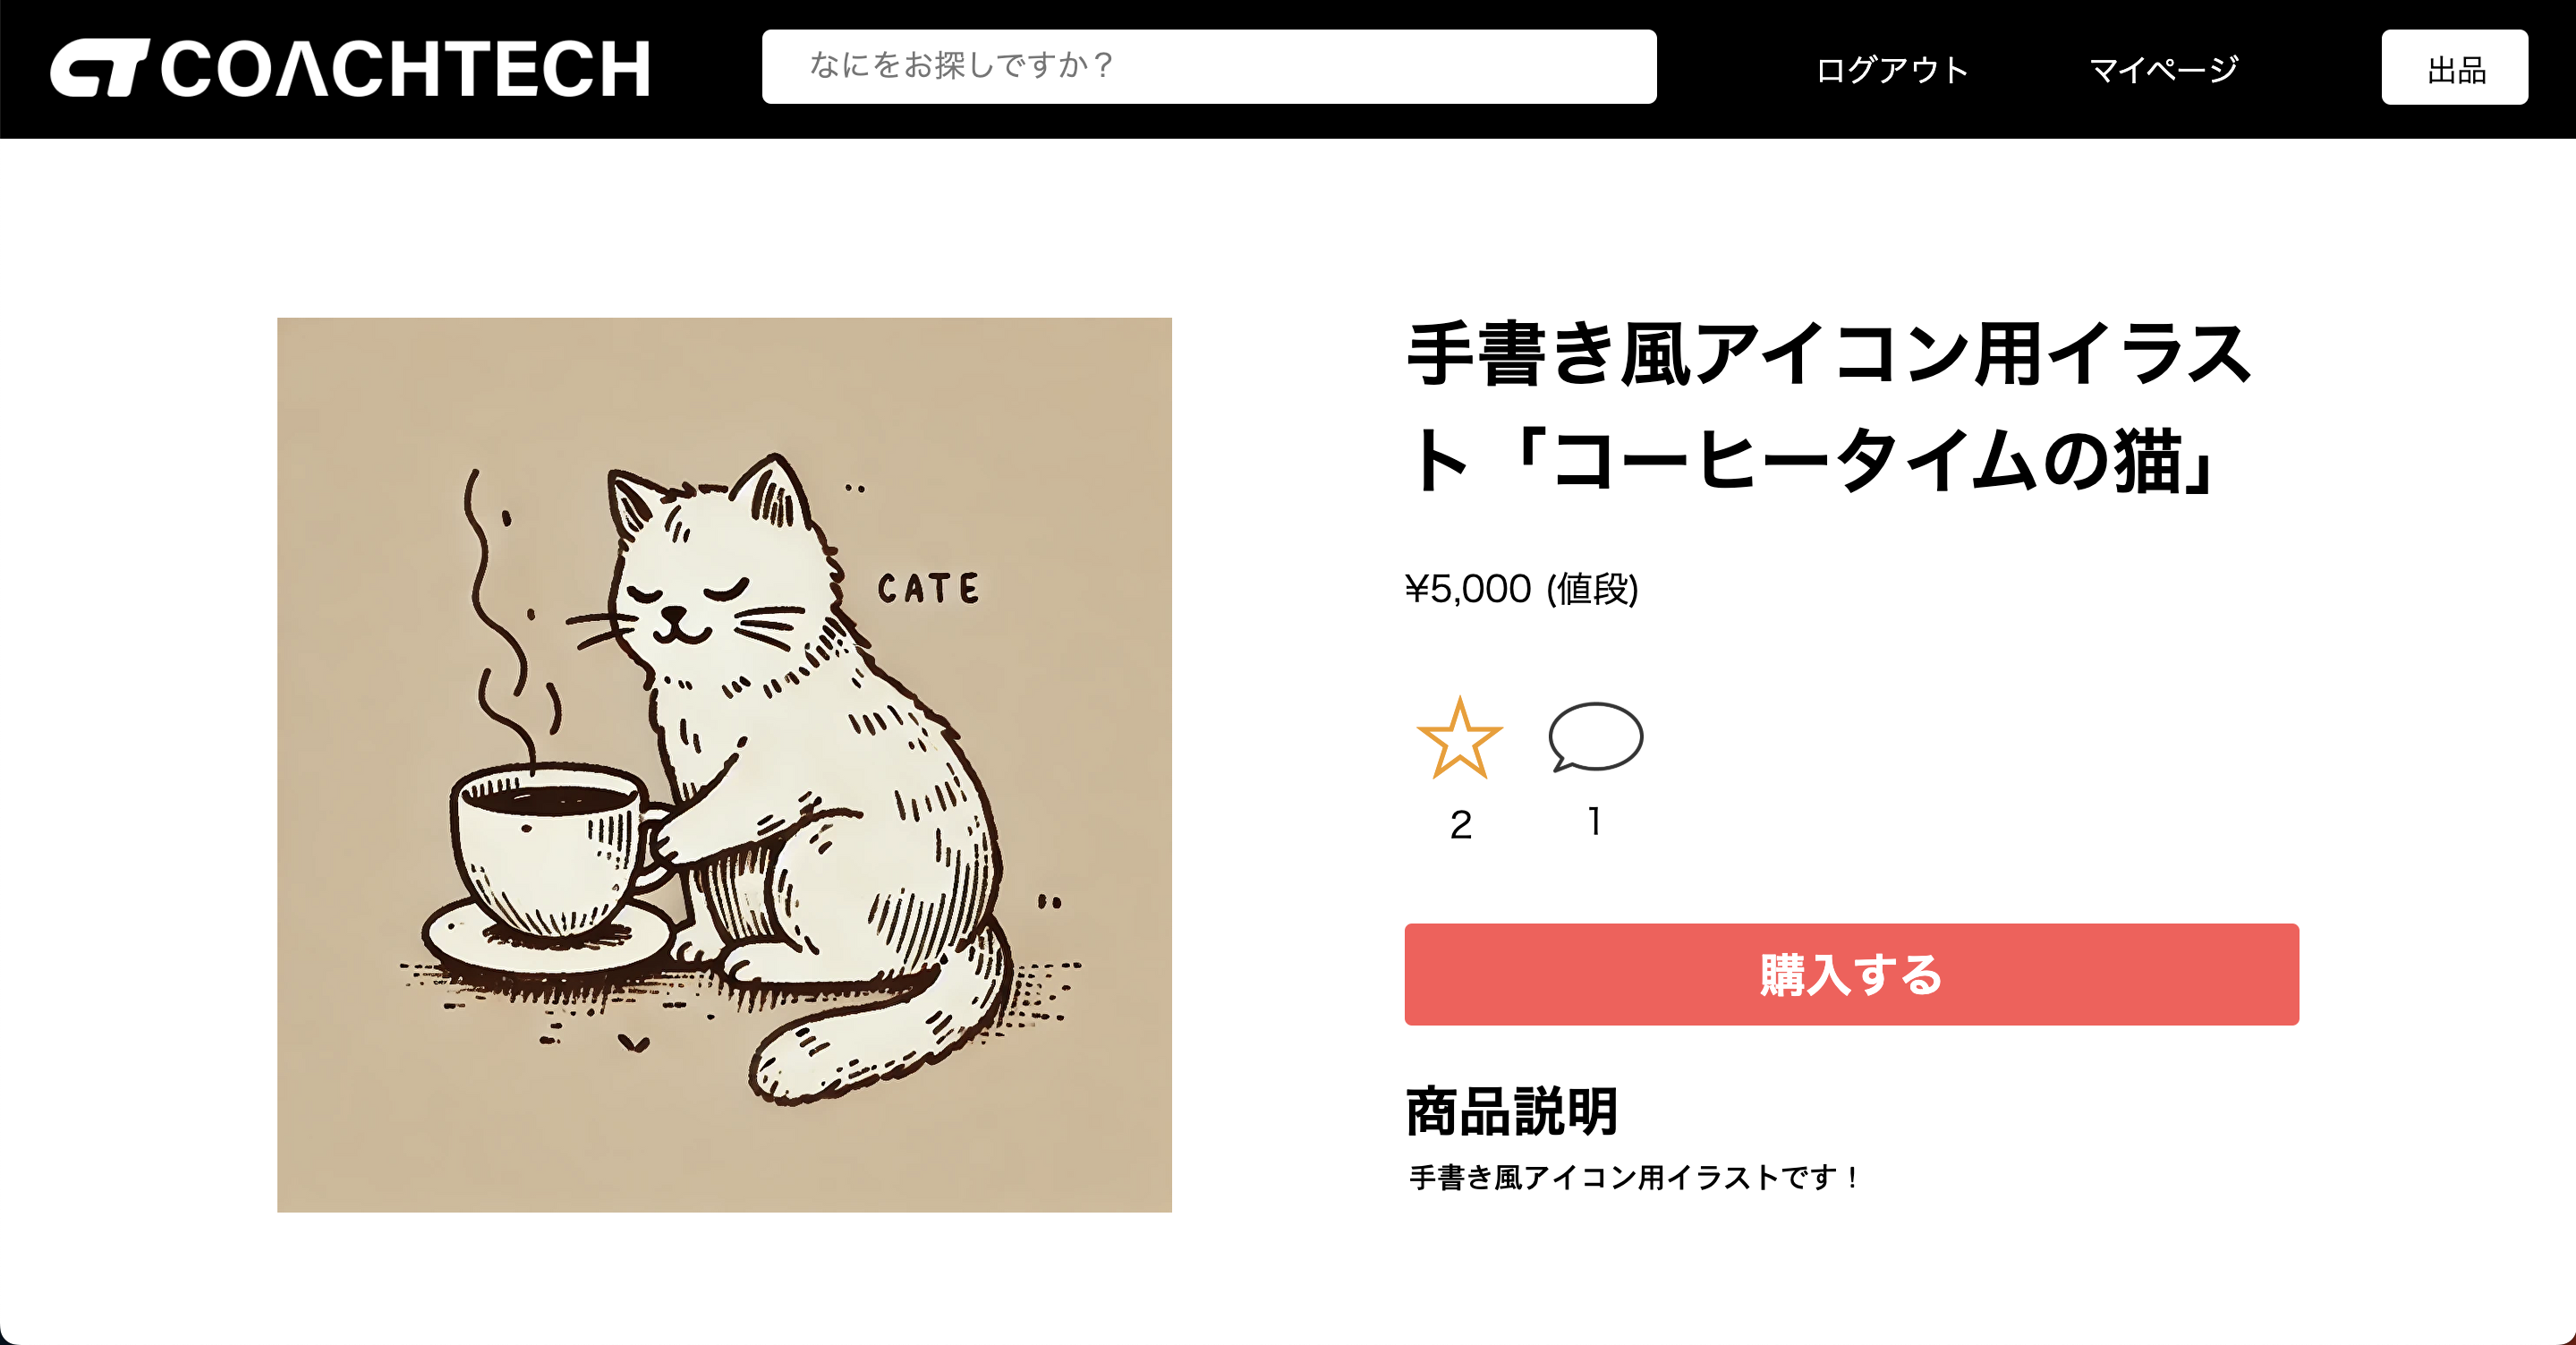 COACHTECH
なにをお探しですか？
ログアウト
マイページ
出品
手書き風アイコン用イラス
ト「コーヒータイムの猫」
CATE
¥5,000 (値段)
2
1
購入する
商品説明
手書き風アイコン用イラストです！